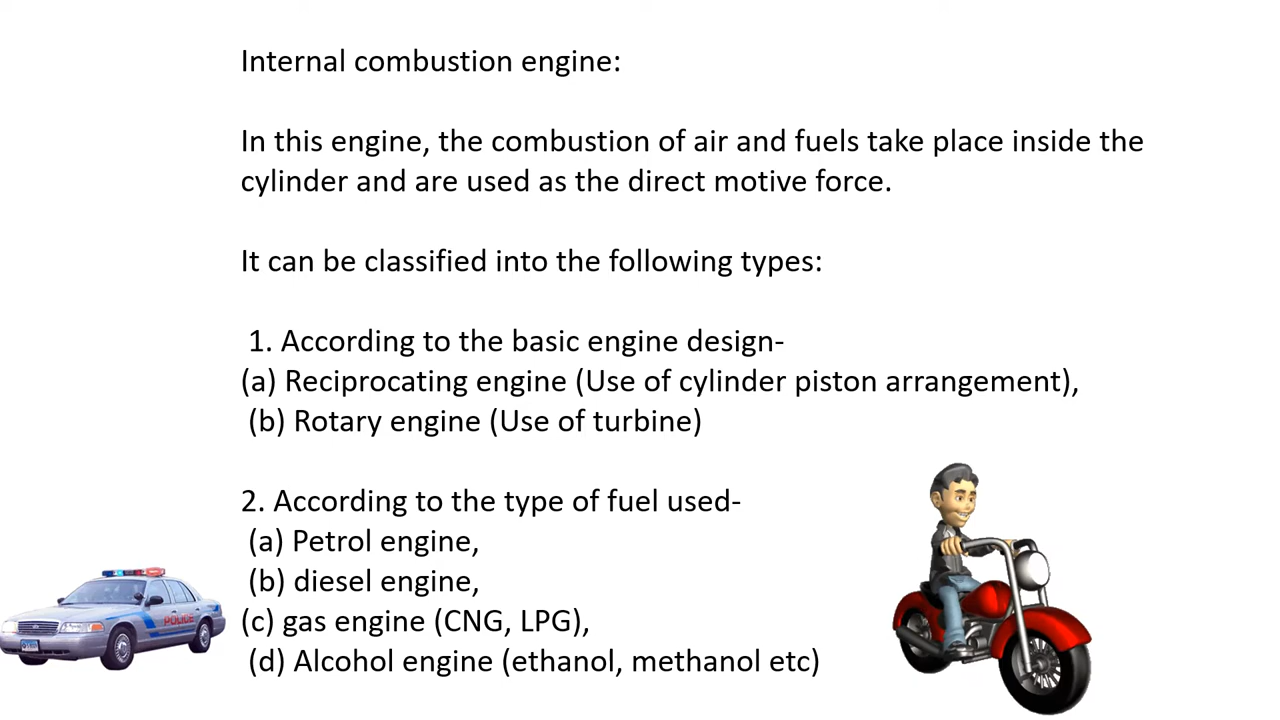 Internal combustion engine:
In this engine, the combustion of air and fuels take place inside the
cylinder and are used as the direct motive force.
It can be classified into the following types:
1. According to the basic engine design-
(a) Reciprocating engine (Use of cylinder piston arrangement),
(b) Rotary engine (Use of turbine)
2. According to the type of fuel used-
(a) Petrol engine,
(b) diesel engine,
(c) gas engine (CNG, LPG),
(d) Alcohol engine (ethanol, methanol etc)
POLICE